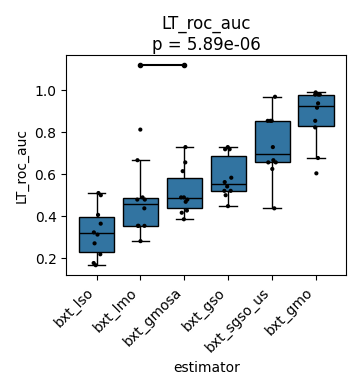 LT_roc_auc
p = 5.89e-06
LT_roc_auc
1.0
0.8
0.6
0.4
0.2
bxt_lso
bxt_lmo
bxt_gmosa
bxt_gso
bxt_sgso_us
bxt_gmo
estimator